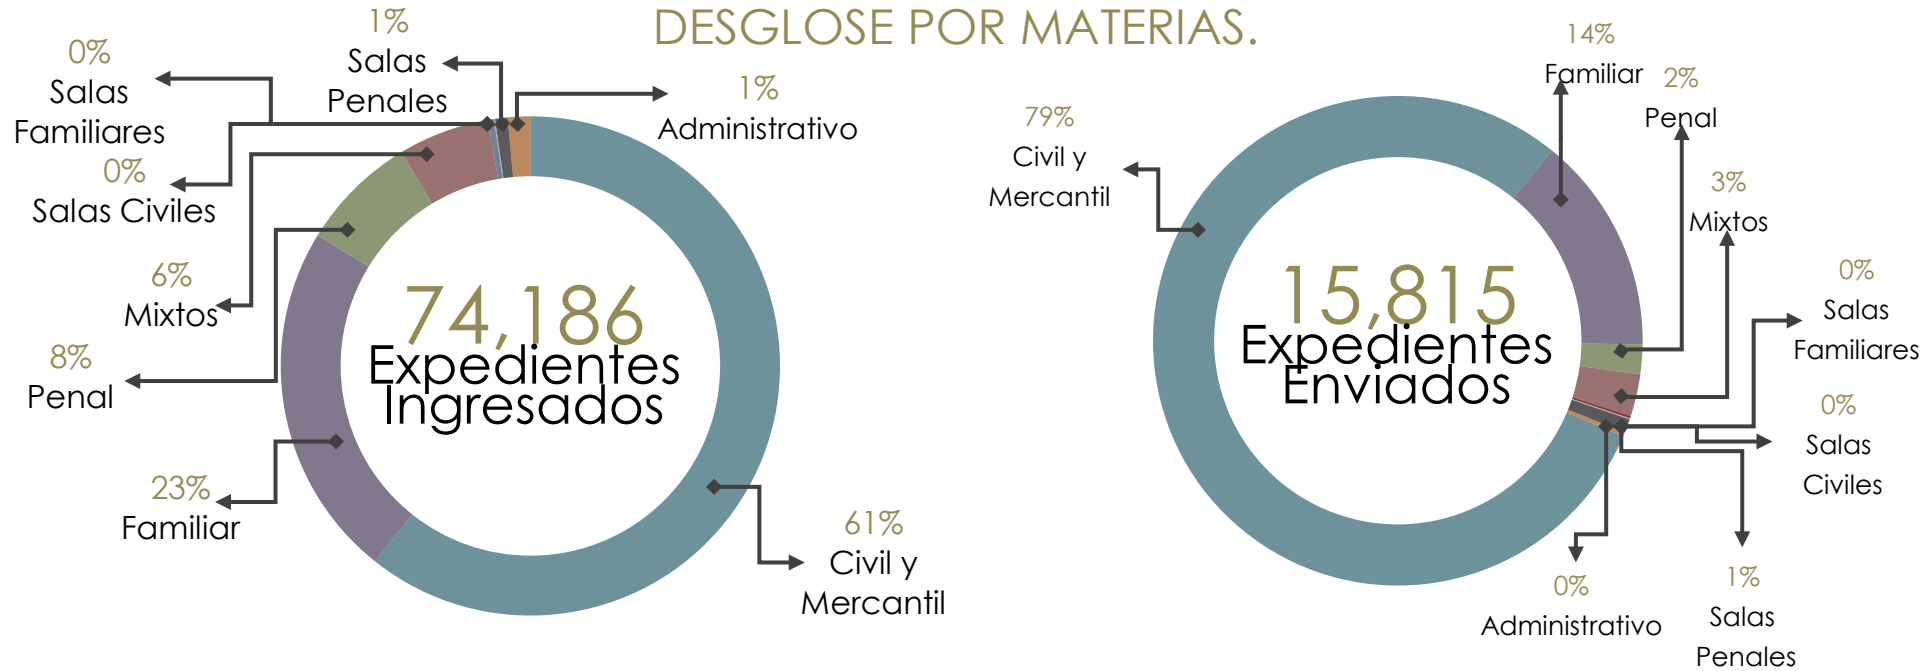 DESGLOSE POR MATERIAS.
0%
Salas
Familiares
1%
Salas
Penales
1%
Administrativo
0%
Salas Civiles
6%
Mixtos
8%
Penal
23%
Familiar
61%
Civil y
Mercantil
74,186
Expedientes
Ingresados
79%
Civil y
Mercantil
14%
Familiar
2%
Penal
3%
Mixtos
0%
Salas
Familiares
0%
Salas
Civiles
1%
Salas
Penales
0%
Administrativo
15,815
Expedientes
Enviados